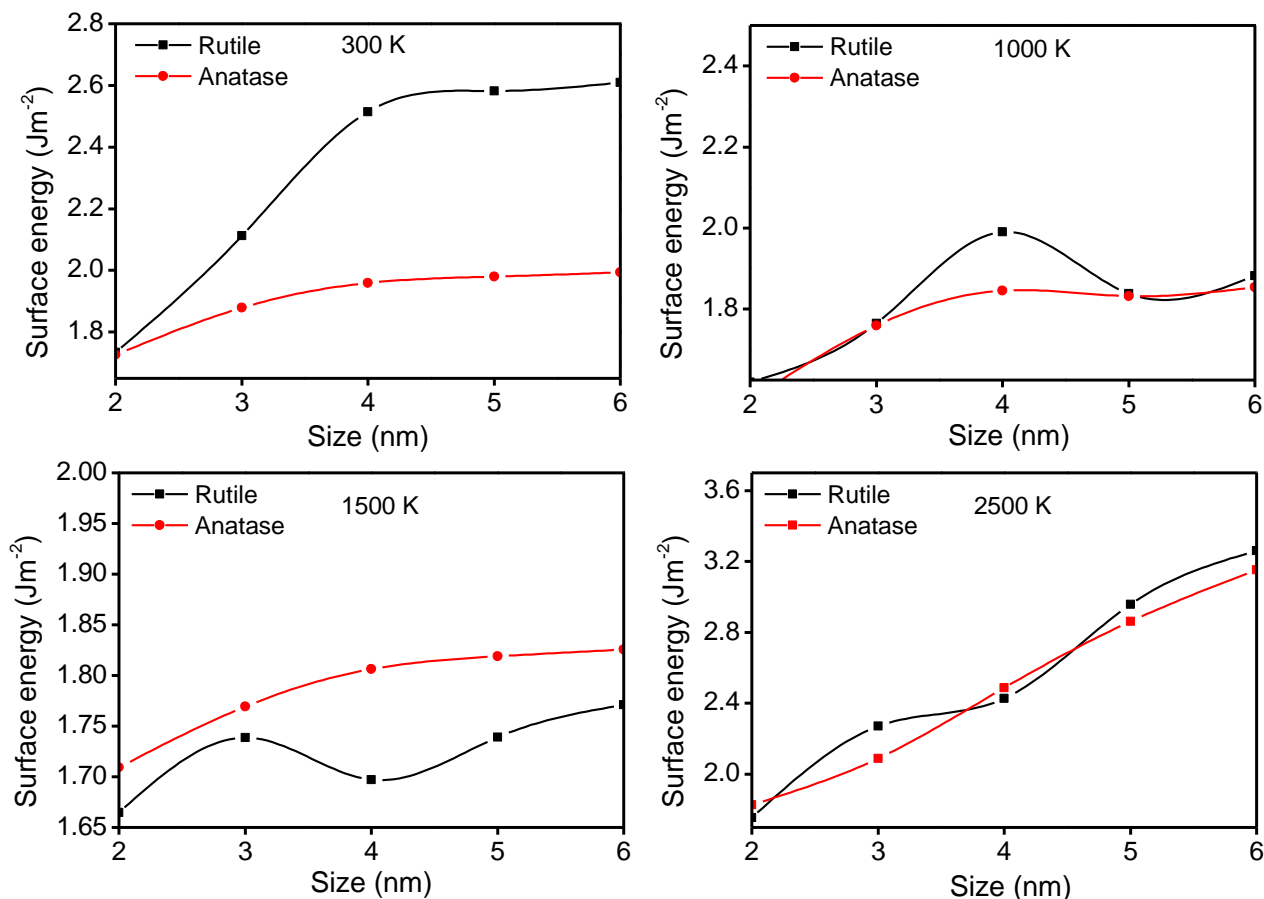 2.8
2.6
2.4
2.2
2.0
1.8
Surface energy (Jm⁻²)
Rutile
Anatase
300 K
2 3 4 5 6
Size (nm)
2.4
2.2
2.0
1.8
Surface energy (Jm⁻²)
Rutile
Anatase
1000 K
2 3 4 5 6
Size (nm)
2.00
1.95
1.90
1.85
1.80
1.75
1.70
1.65
Surface energy (Jm⁻²)
Rutile
Anatase
1500 K
2 3 4 5 6
Size (nm)
3.6
3.2
2.8
2.4
2.0
Surface energy (Jm⁻²)
Rutile
Anatase
2500 K
2 3 4 5 6
Size (nm)